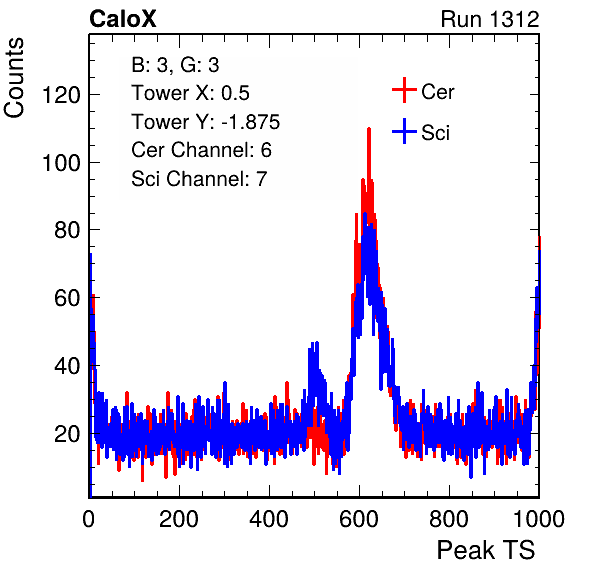 CaloX
Run 1312
Counts
B: 3, G: 3
Tower X: 0.5
Tower Y: -1.875
Cer Channel: 6
Sci Channel: 7
Cer
Sci
120
100
80
60
40
20
0 200 400 600 800 1000
Peak TS